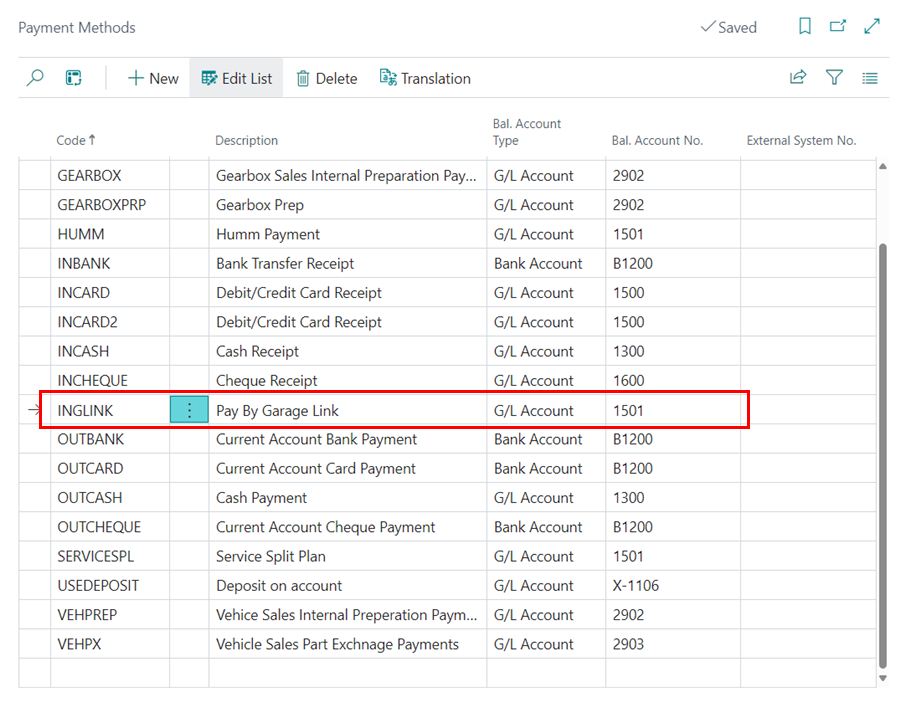 Payment Methods
Saved
New Edit List Delete Translation
Code Description Bal. Account Type Bal. Account No. External System No.
GEARBOX Gearbox Sales Internal Preparation Pay... G/L Account 2902
GEARBOXPRP Gearbox Prep G/L Account 2902
HUMM Humm Payment G/L Account 1501
INBANK Bank Transfer Receipt Bank Account B1200
INCARD Debit/Credit Card Receipt G/L Account 1500
INCARD2 Debit/Credit Card Receipt G/L Account 1500
INCASH Cash Receipt G/L Account 1300
INCHEQUE Cheque Receipt G/L Account 1600
INGLINK Pay By Garage Link G/L Account 1501
OUTBANK Current Account Bank Payment Bank Account B1200
OUTCARD Current Account Card Payment Bank Account B1200
OUTCASH Cash Payment G/L Account 1300
OUTCHEQUE Current Account Cheque Payment Bank Account B1200
SERVICESPL Service Split Plan G/L Account 1501
USEDEPOSIT Deposit on account G/L Account X-1106
VEHPREP Vehice Sales Internal Preperation Paym... G/L Account 2902
VEHPX Vehicle Sales Part Exchnage Payments G/L Account 2903